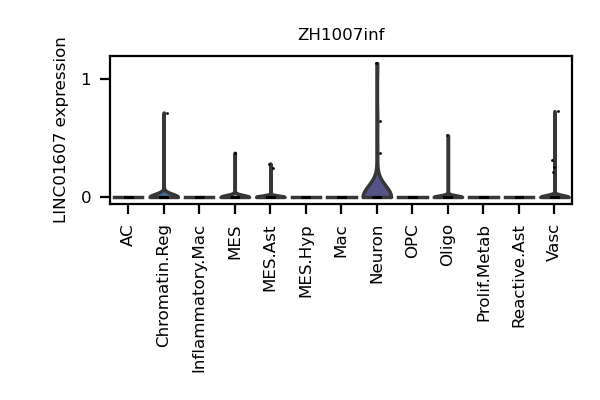 ZH1007inf
LINC01607 expression
1
0
AC
Chromatin.Reg
Inflammatory.Mac
MES
MES.Ast
MES.Hyp
Mac
Neuron
OPC
Oligo
Prolif.Metab
Reactive.Ast
Vasc